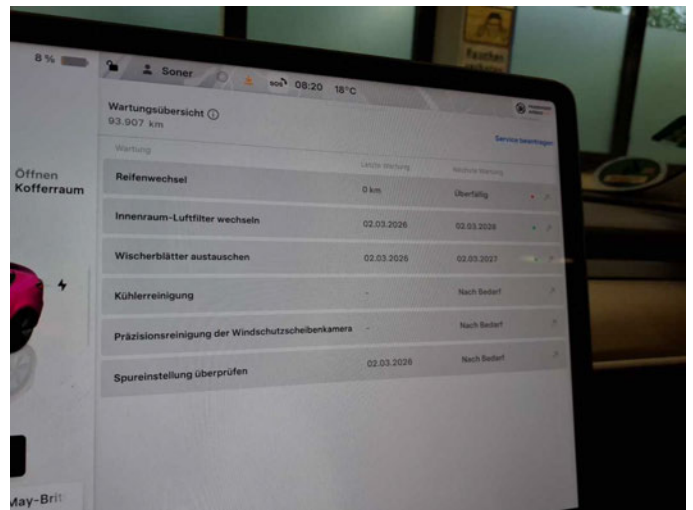 8 %
Soner
SOS
08:20
18°C
Wartungsübersicht
93.907 km
Service beantragen
Wartung
Letzte Wartung
Nächste Wartung
Öffnen
Kofferraum
Reifenwechsel
0 km
Überfällig
Innenraum-Luftfilter wechseln
02.03.2026
02.03.2028
Wischerblätter austauschen
02.03.2026
02.03.2027
Kühlerreinigung
-
Nach Bedarf
Präzisionsreinigung der Windschutzscheibenkamera
-
Nach Bedarf
Spureinstellung überprüfen
02.03.2026
Nach Bedarf
May-Brit